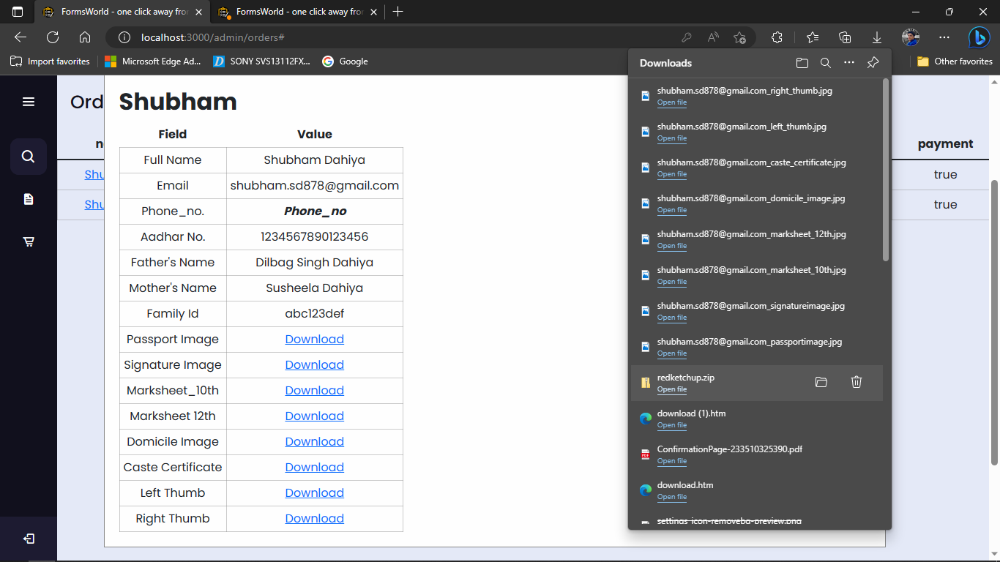 FormsWorld - one click away from
FormsWorld - one click away from
localhost:3000/admin/orders#
Import favorites
Microsoft Edge Ad...
SONY SVS13112FX...
Google
Other favorites
Ord
n
payment
Shu
true
Shu
true
Shubham
Field Value
Full Name Shubham Dahiya
Email shubham.sd878@gmail.com
Phone_no. Phone_no
Aadhar No. 1234567890123456
Father's Name Dilbag Singh Dahiya
Mother's Name Susheela Dahiya
Family Id abc123def
Passport Image Download
Signature Image Download
Marksheet_10th Download
Marksheet 12th Download
Domicile Image Download
Caste Certificate Download
Left Thumb Download
Right Thumb Download
Downloads
shubham.sd878@gmail.com_right_thumb.jpg
Open file
shubham.sd878@gmail.com_left_thumb.jpg
Open file
shubham.sd878@gmail.com_caste_certificate.jpg
Open file
shubham.sd878@gmail.com_domicile_image.jpg
Open file
shubham.sd878@gmail.com_marksheet_12th.jpg
Open file
shubham.sd878@gmail.com_marksheet_10th.jpg
Open file
shubham.sd878@gmail.com_signatureimage.jpg
Open file
shubham.sd878@gmail.com_passportimage.jpg
Open file
redketchup.zip
Open file
download (1).htm
Open file
ConfirmationPage-233510325390.pdf
Open file
download.htm
Open file
settings-icon-removebg-preview.png